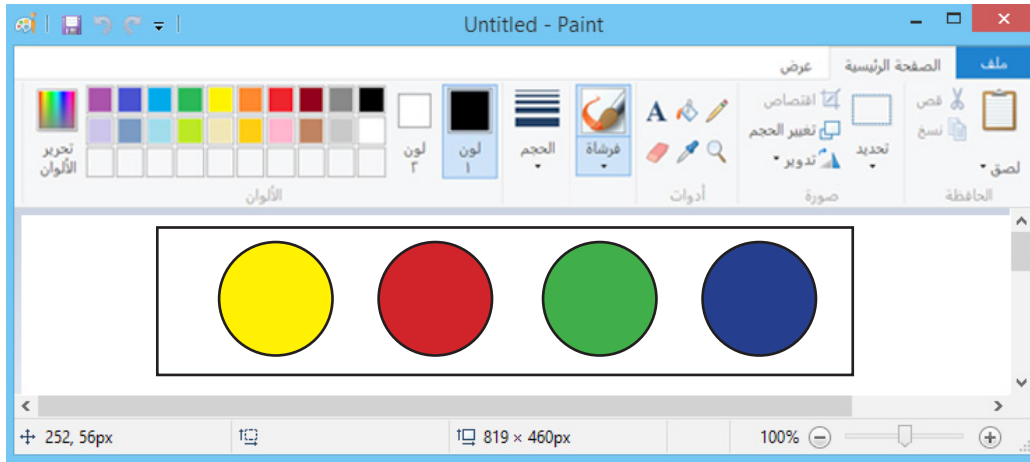 Untitled - Paint
ملف الصفحة الرئيسية عرض
لصق
قص
نسخ
الحافظة
تحديد
اقتصاص
تغيير الحجم
تدوير
صورة
A
أدوات
فرشاة
الحجم
لون ١
لون ٢
تحرير الألوان
الألوان
252, 56px
819 × 460px
100%